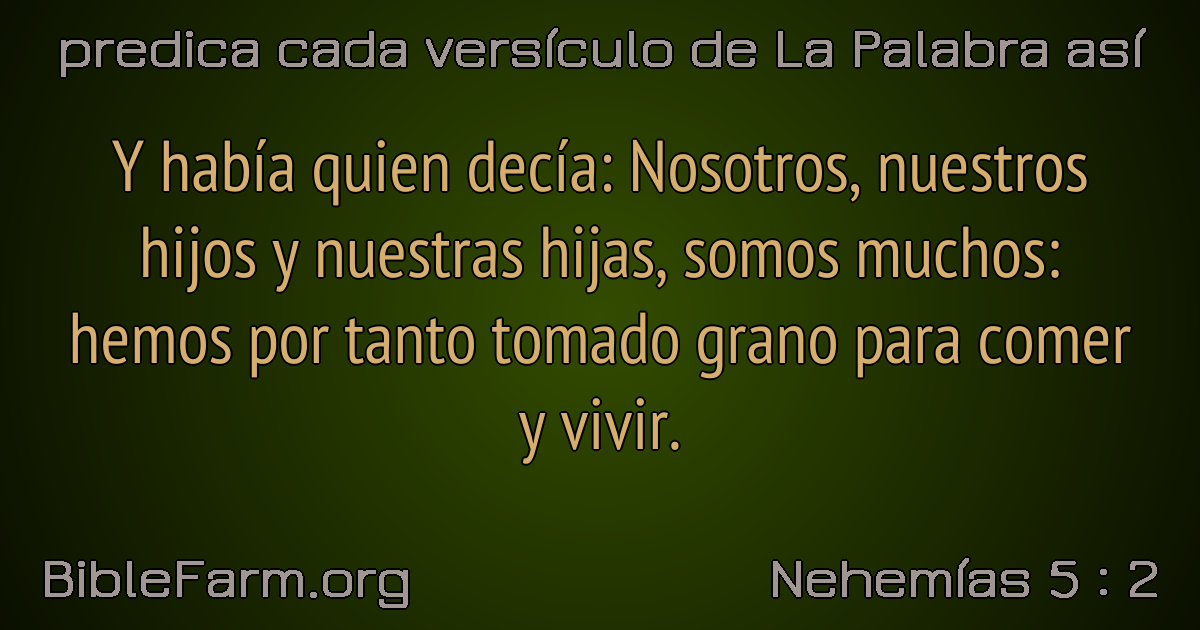 predica cada versículo de La Palabra así
Y había quien decía: Nosotros, nuestros
hijos y nuestras hijas, somos muchos:
hemos por tanto tomado grano para comer
y vivir.
BibleFarm.org
Nehemías 5 : 2